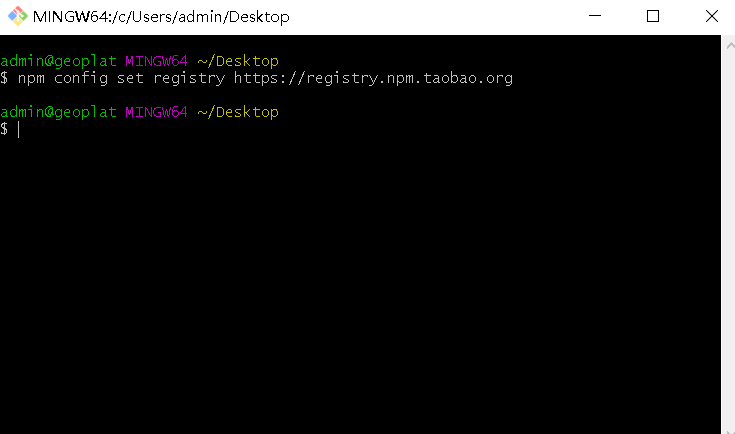 MINGW64:/c/Users/admin/Desktop
admin@geoplat MINGW64 ~/Desktop
$ npm config set registry https://registry.npm.taobao.org
admin@geoplat MINGW64 ~/Desktop
$